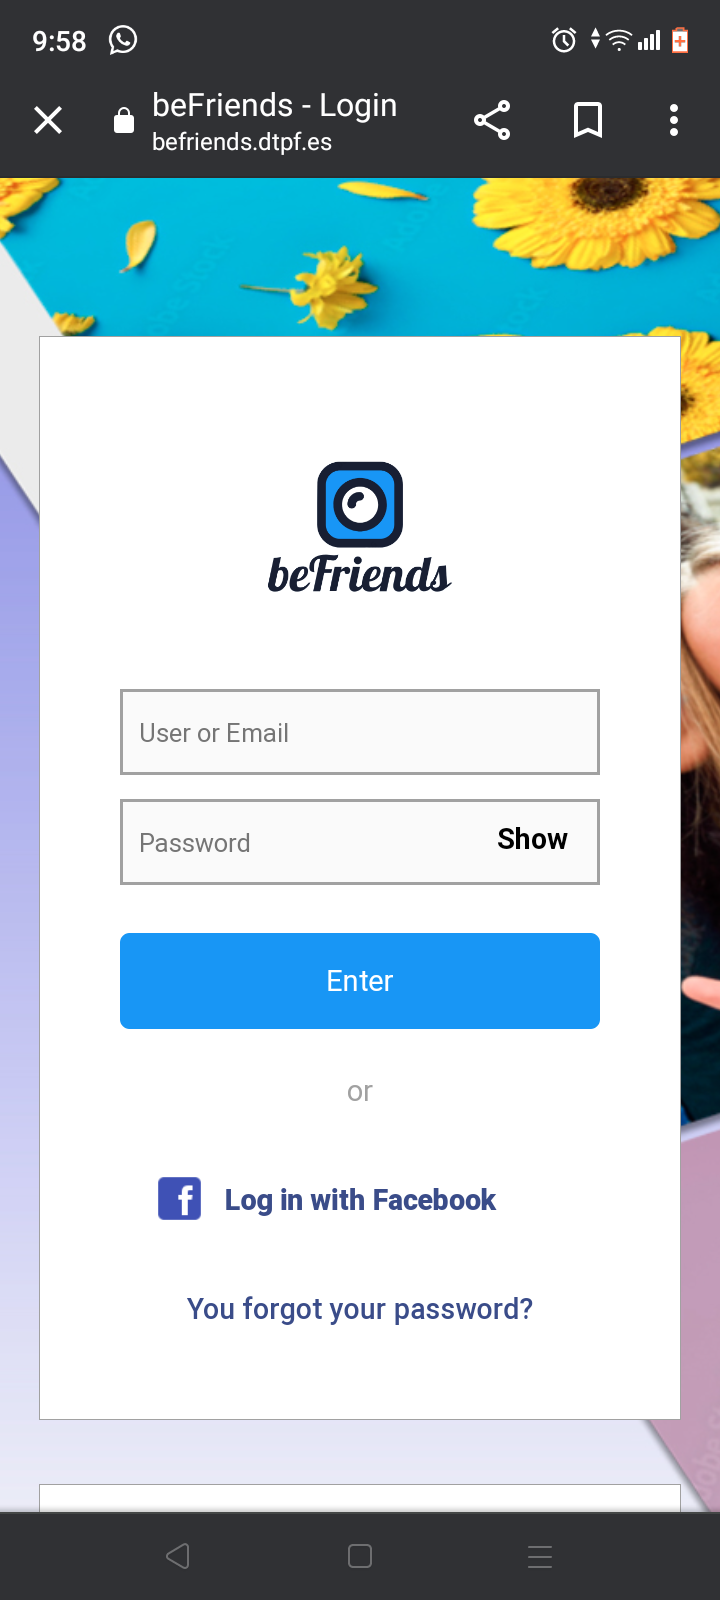 9:58
beFriends - Login
befriends.dtpf.es
beFriends
User or Email
Password
Show
Enter
or
f
Log in with Facebook
You forgot your password?